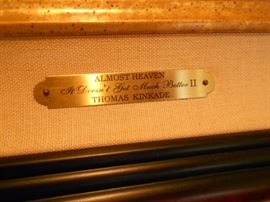 ALMOST HEAVEN
It Doesn't Get Much Better II
THOMAS KINKADE